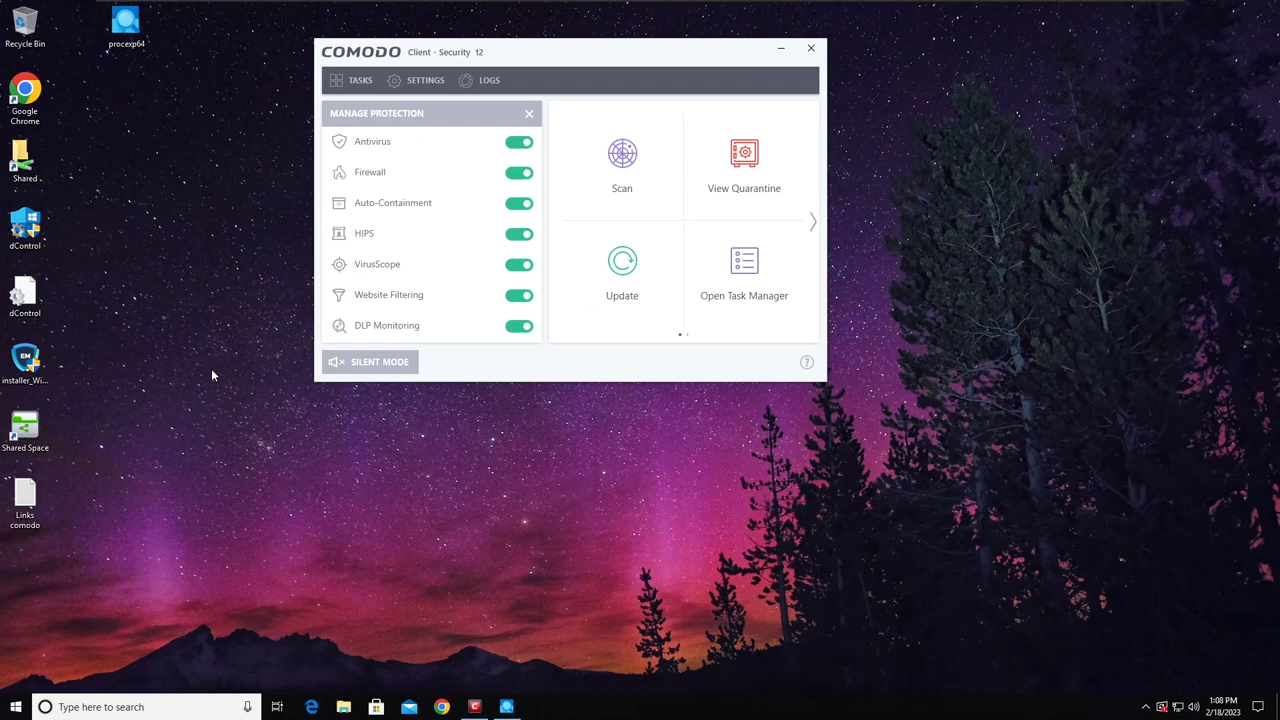 Recycle Bin
procexp64
Google
Chrome
Shared
dControl
dControl
installer_Wi...
Shared Space
Links
comodo
COMODO Client - Security 12
TASKS SETTINGS LOGS
MANAGE PROTECTION
Antivirus
Firewall
Auto-Containment
HIPS
VirusScope
Website Filtering
DLP Monitoring
SILENT MODE
Scan
View Quarantine
Update
Open Task Manager
?
Type here to search
1:08 PM
2/18/2023